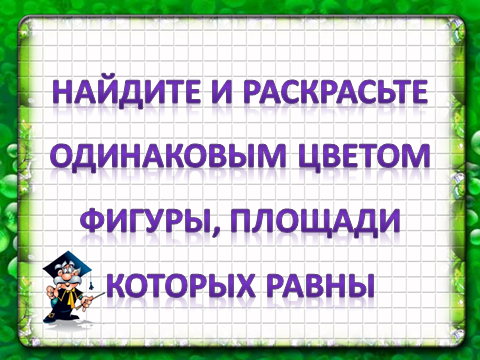 НАЙДИТЕ И РАСКРАСЬТЕ
ОДИНАКОВЫМ ЦВЕТОМ
ФИГУРЫ, ПЛОЩАДИ
КОТОРЫХ РАВНЫ